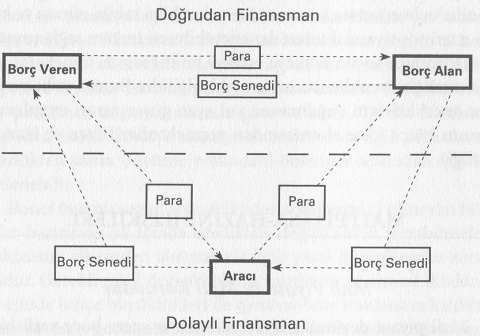 Doğrudan Finansman
Para
Borç Veren
Borç Alan
Borç Senedi
Para
Para
Borç Senedi
Aracı
Borç Senedi
Dolaylı Finansman